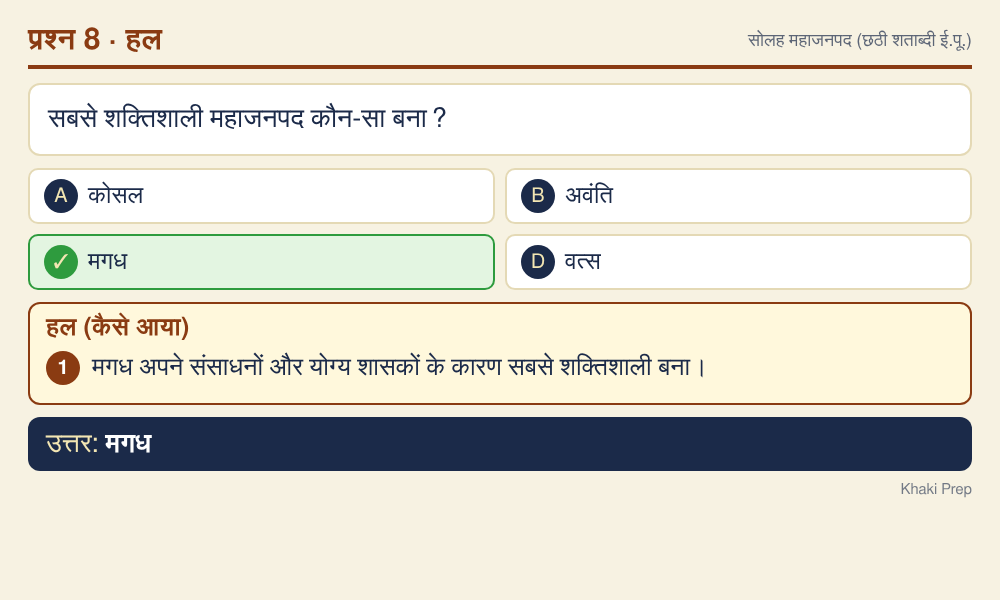 प्रश्न 8 · हल
सोलह महाजनपद (छठी शताब्दी ई.पू.)
सबसे शक्तिशाली महाजनपद कौन-सा बना ?
A कोसल
B अवंति
✓ मगध
D वत्स
हल (कैसे आया)
1 मगध अपने संसाधनों और योग्य शासकों के कारण सबसे शक्तिशाली बना।
उत्तर: मगध
Khaki Prep